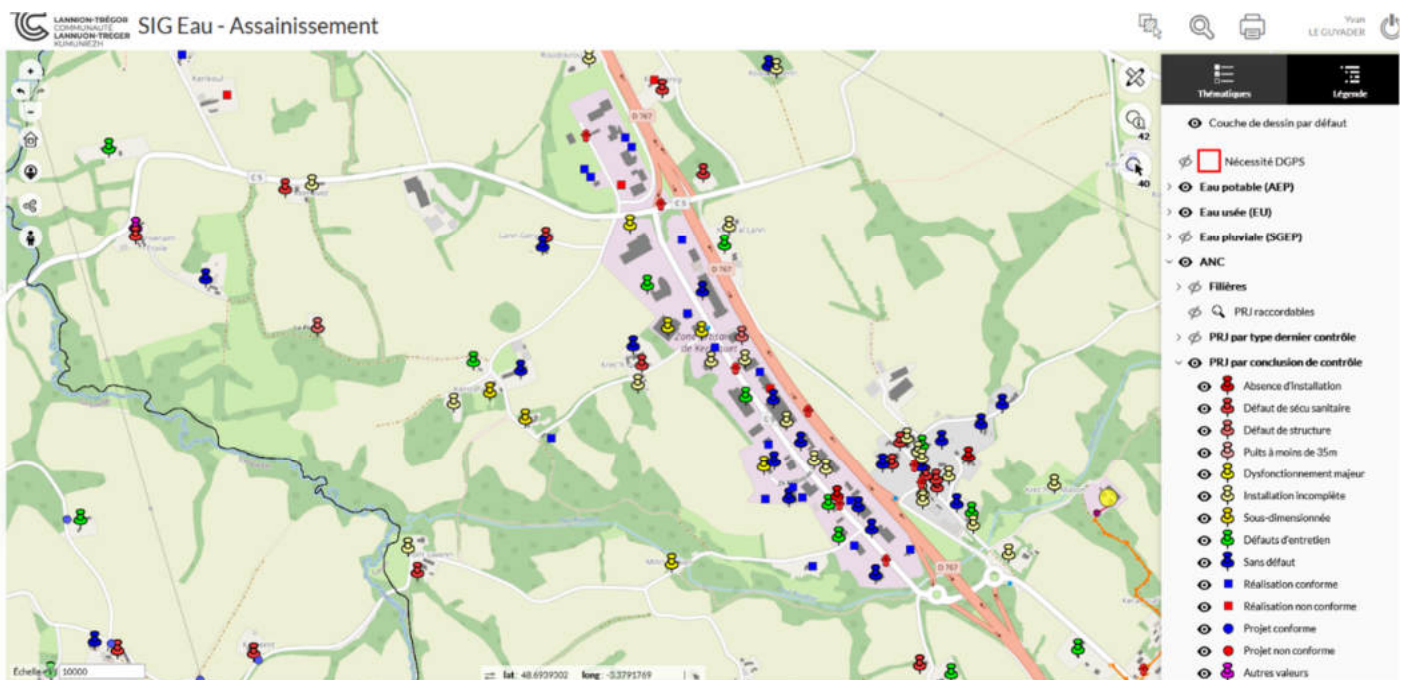 LANNION-TRÉGOR
COMMUNAUTÉ
LANNUON-TREGER
KUMUNIEZH
SIG Eau - Assainissement
Yvan
LE GUYADER
Thématiques
Légende
Couche de dessin par défaut
Nécessité DGPS
Eau potable (AEP)
Eau usée (EU)
Eau pluviale (SGEP)
ANC
Filières
PRJ raccordables
PRJ par type dernier contrôle
PRJ par conclusion de contrôle
Absence d'installation
Défaut de sécu sanitaire
Défaut de structure
Puits à moins de 35m
Dysfonctionnement majeur
Installation incomplète
Sous-dimensionnée
Défauts d'entretien
Sans défaut
Réalisation conforme
Réalisation non conforme
Projet conforme
Projet non conforme
Autres valeurs
42
40
D 767
C 5
C 5
D 767
D 767
Échelle
10000
lat: 48.6939302 long: -3.3791769